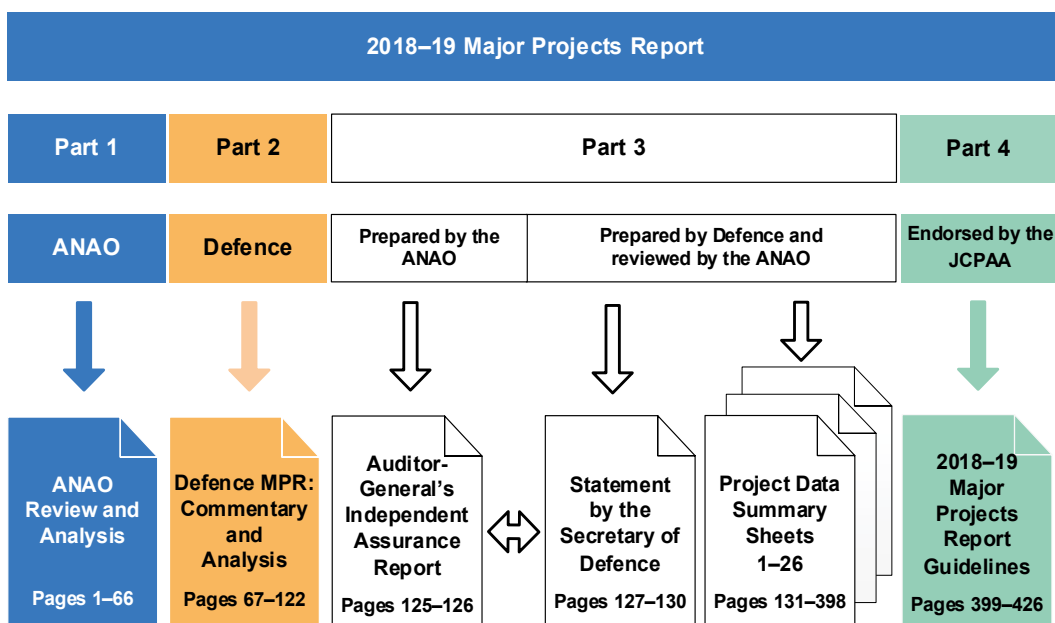 2018–19 Major Projects Report
Part 1
Part 2
Part 3
Part 4
ANAO
Defence
Prepared by the
ANAO
Prepared by Defence and
reviewed by the ANAO
Endorsed by the
JCPAA
ANAO
Review and
Analysis
Pages 1–66
Defence MPR:
Commentary
and
Analysis
Pages 67–122
Auditor-
General’s
Independent
Assurance
Report
Pages 125–126
Statement
by the
Secretary of
Defence
Pages 127–130
Project Data
Summary
Sheets
1–26
Pages 131–398
2018–19
Major
Projects
Report
Guidelines
Pages 399–426